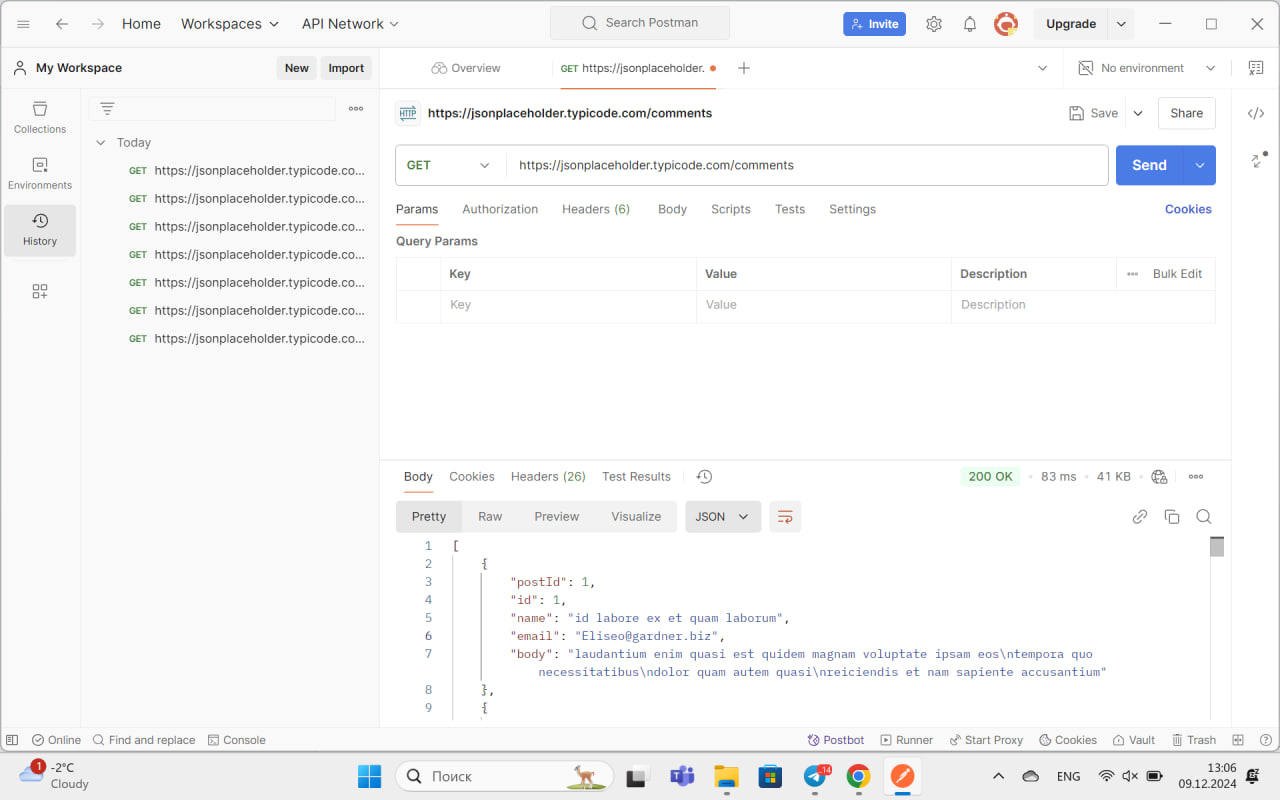 Home
Workspaces
API Network
Search Postman
Invite
Upgrade
My Workspace
New
Import
Overview
GET https://jsonplaceholder.
No environment
Collections
Environments
History
Today
GET https://jsonplaceholder.typicode.co...
GET https://jsonplaceholder.typicode.co...
GET https://jsonplaceholder.typicode.co...
GET https://jsonplaceholder.typicode.co...
GET https://jsonplaceholder.typicode.co...
GET https://jsonplaceholder.typicode.co...
GET https://jsonplaceholder.typicode.co...
HTTP https://jsonplaceholder.typicode.com/comments
Save
Share
GET
https://jsonplaceholder.typicode.com/comments
Send
Params
Authorization
Headers (6)
Body
Scripts
Tests
Settings
Cookies
Query Params
Key
Value
Description
Bulk Edit
Key
Value
Description
Body
Cookies
Headers (26)
Test Results
200 OK
83 ms
41 KB
Pretty
Raw
Preview
Visualize
JSON
1 [
2 {
3 "postId": 1,
4 "id": 1,
5 "name": "id labore ex et quam laborum",
6 "email": "Eliseo@gardner.biz",
7 "body": "laudantium enim quasi est quidem magnam voluptate ipsam eos\ntempora quo
necessitatibus\ndolor quam autem quasi\nreiciendis et nam sapiente accusantium"
8 },
9 {
Online
Find and replace
Console
Postbot
Runner
Start Proxy
Cookies
Vault
Trash
1
-2°C
Cloudy
Поиск
14
ENG
13:06
09.12.2024